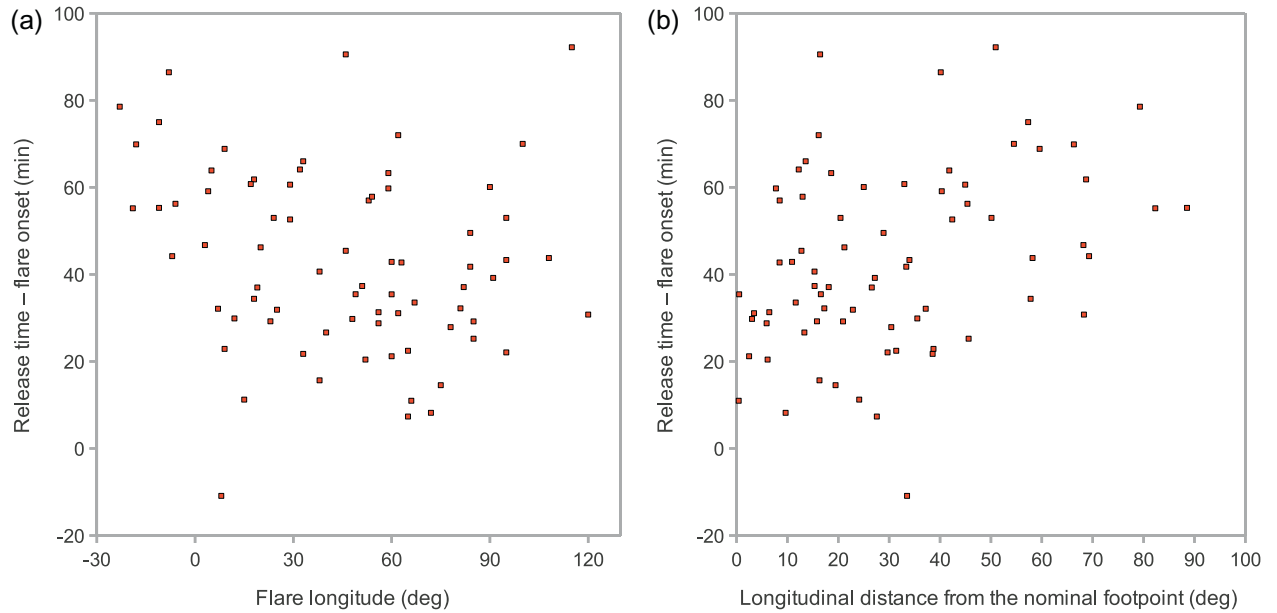 (a)
100
80
60
40
20
0
-20
-30 0 30 60 90 120
Release time – flare onset (min)
Flare longitude (deg)
(b)
100
80
60
40
20
0
-20
0 10 20 30 40 50 60 70 80 90 100
Release time – flare onset (min)
Longitudinal distance from the nominal footpoint (deg)